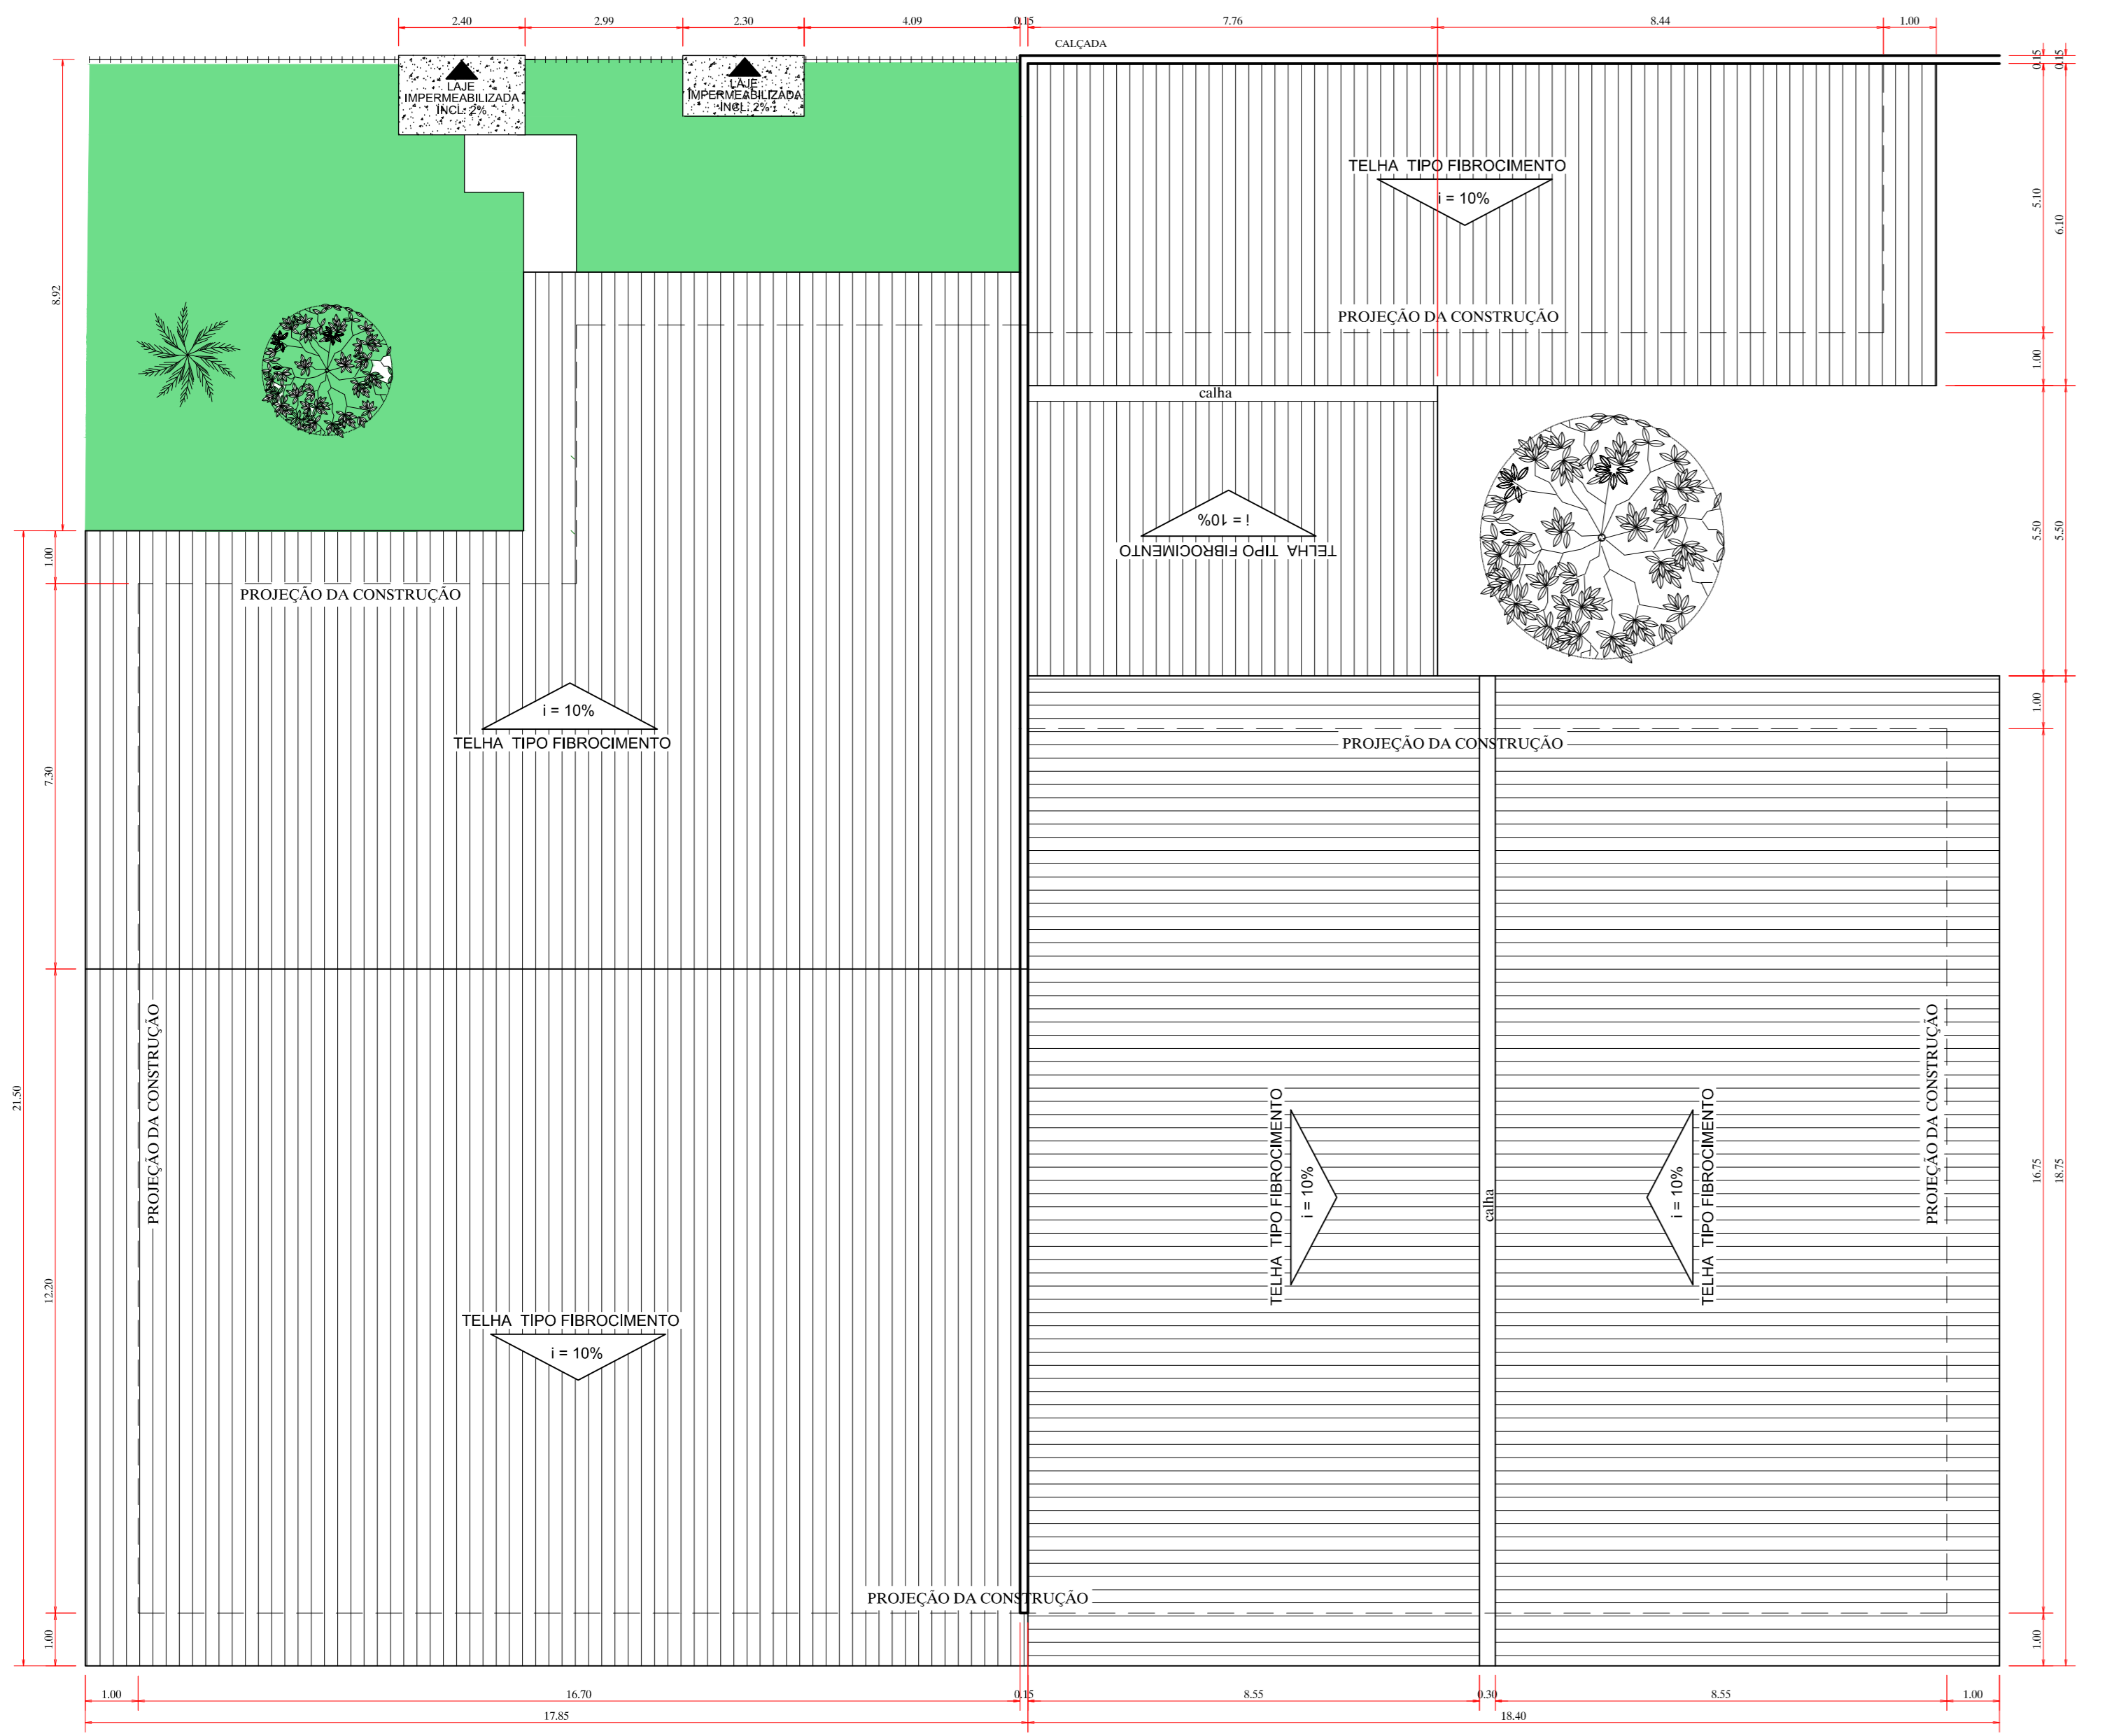 2.40
2.99
2.30
4.09
0.15
7.76
8.44
1.00
CALÇADA
0.15
0.15
LAJE
IMPERMEABILIZADA
INCL. 2%
LAJE
IMPERMEABILIZADA
INCL. 2%
TELHA TIPO FIBROCIMENTO
i = 10%
5.10
6.10
8.92
PROJEÇÃO DA CONSTRUÇÃO
1.00
calha
i = 10%
TELHA TIPO FIBROCIMENTO
5.50
5.50
1.00
PROJEÇÃO DA CONSTRUÇÃO
i = 10%
TELHA TIPO FIBROCIMENTO
1.00
PROJEÇÃO DA CONSTRUÇÃO
7.30
PROJEÇÃO DA CONSTRUÇÃO
21.50
12.20
TELHA TIPO FIBROCIMENTO
i = 10%
calha
i = 10%
TELHA TIPO FIBROCIMENTO
PROJEÇÃO DA CONSTRUÇÃO
16.75
18.75
TELHA TIPO FIBROCIMENTO
i = 10%
PROJEÇÃO DA CONSTRUÇÃO
1.00
1.00
1.00
16.70
0.15
8.55
0.30
8.55
1.00
17.85
18.40